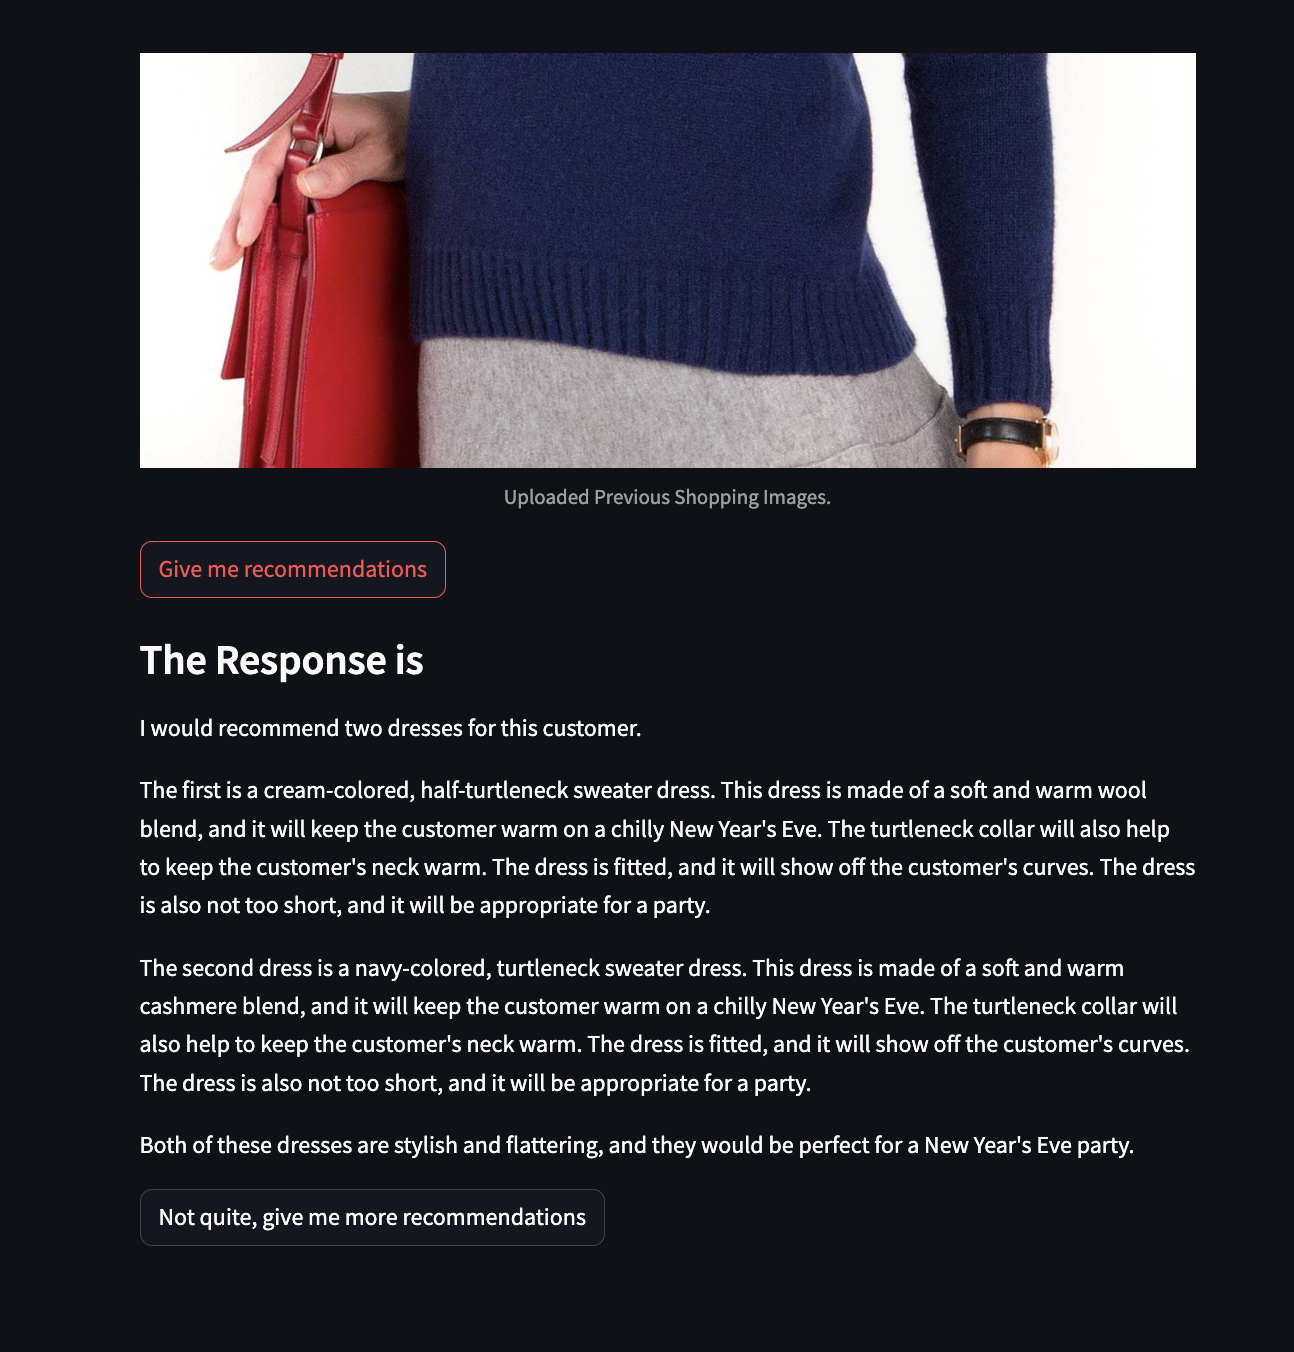 Uploaded Previous Shopping Images.
Give me recommendations
The Response is
I would recommend two dresses for this customer.
The first is a cream-colored, half-turtleneck sweater dress. This dress is made of a soft and warm wool
blend, and it will keep the customer warm on a chilly New Year's Eve. The turtleneck collar will also help
to keep the customer's neck warm. The dress is fitted, and it will show off the customer's curves. The dress
is also not too short, and it will be appropriate for a party.
The second dress is a navy-colored, turtleneck sweater dress. This dress is made of a soft and warm
cashmere blend, and it will keep the customer warm on a chilly New Year's Eve. The turtleneck collar will
also help to keep the customer's neck warm. The dress is fitted, and it will show off the customer's curves.
The dress is also not too short, and it will be appropriate for a party.
Both of these dresses are stylish and flattering, and they would be perfect for a New Year's Eve party.
Not quite, give me more recommendations